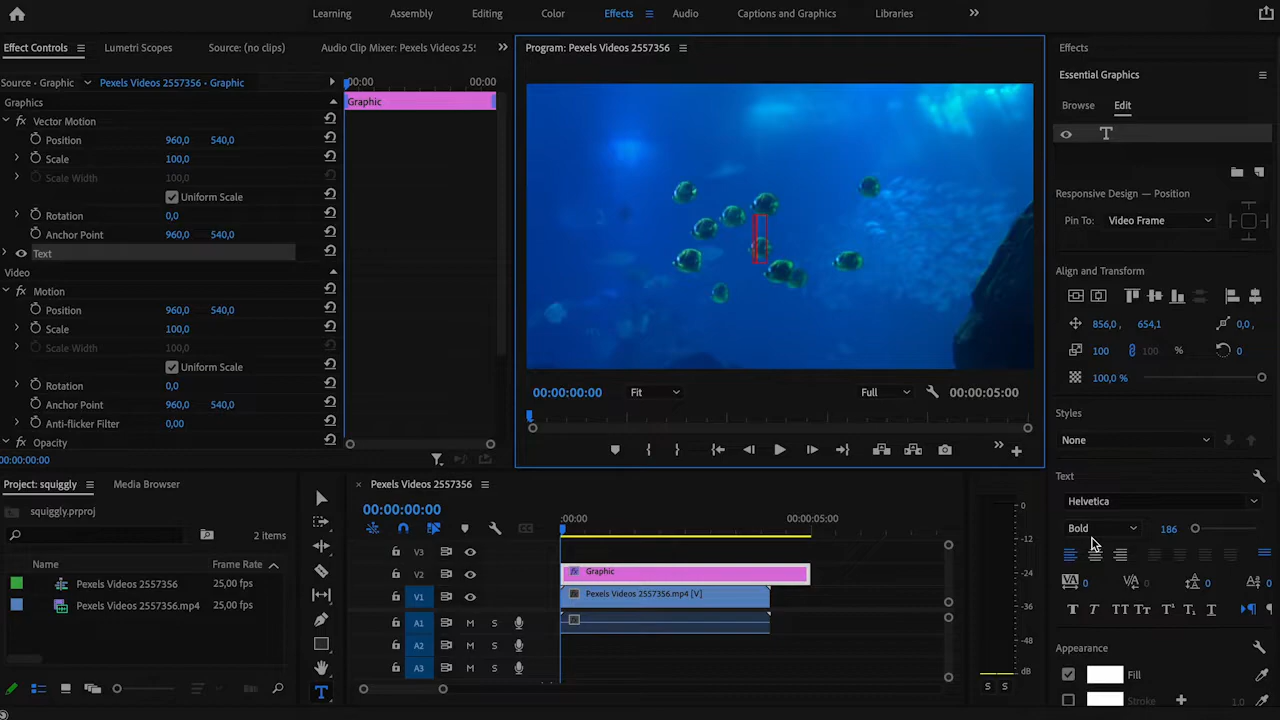 Learning Assembly Editing Color Effects Audio Captions and Graphics Libraries
Effect Controls Lumetri Scopes Source: (no clips) Audio Clip Mixer: Pexels Videos 25!
Source • Graphic Pexels Videos 2557356 • Graphic
Graphics
Vector Motion
Position 960,0 540,0
Scale 100,0
Scale Width 100,0
Uniform Scale
Rotation 0,0
Anchor Point 960,0 540,0
Text
Video
Motion
Position 960,0 540,0
Scale 100,0
Scale Width 100,0
Uniform Scale
Rotation 0,0
Anchor Point 960,0 540,0
Anti-flicker Filter 0,00
Opacity
00:00:00:00
:00:00 00:00
Graphic
Program: Pexels Videos 2557356
00:00:00:00 Fit Full 00:00:05:00
Effects
Essential Graphics
Browse Edit
Responsive Design — Position
Pin To: Video Frame
Align and Transform
856,0 , 654,1 0,0 ,
100 100 % 0
100,0 %
Styles
None
Text
Helvetica
Bold 186
0 0 0 0
Appearance
Fill
Stroke 1.0
Project: squiggly Media Browser
squiggly.prproj
2 items
Name Frame Rate
Pexels Videos 2557356 25,00 fps
Pexels Videos 2557356.mp4 25,00 fps
Pexels Videos 2557356
00:00:00:00
:00:00 00:00:05:00
V3
V2 Graphic
V1 Pexels Videos 2557356.mp4 [V]
A1 M S
A2 M S
A3 M S
0
-12
-24
-36
-48
dB
S S